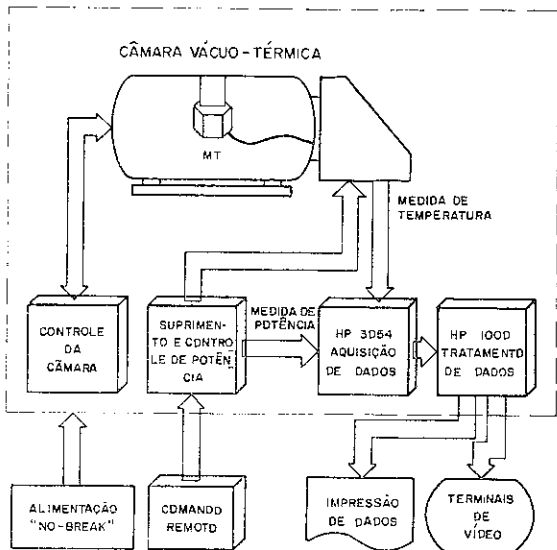 CÂMARA VÁCUO-TÉRMICA
MT
MEDIDA DE
TEMPERATURA
CONTROLE
DA
CÂMARA
SUPRIMEN-
TO E CONTRO
LE DE POTÊN
CIA
MEDIDA DE
POTÊNCIA
HP 3054
AQUISIÇÃO
DE DADOS
HP 1000
TRATAMENTO
DE DADOS
ALIMENTAÇÃO
"NO-BREAK"
COMANDO
REMOTO
IMPRESSÃO
DE DADOS
TERMINAIS
DE
VÍDEO